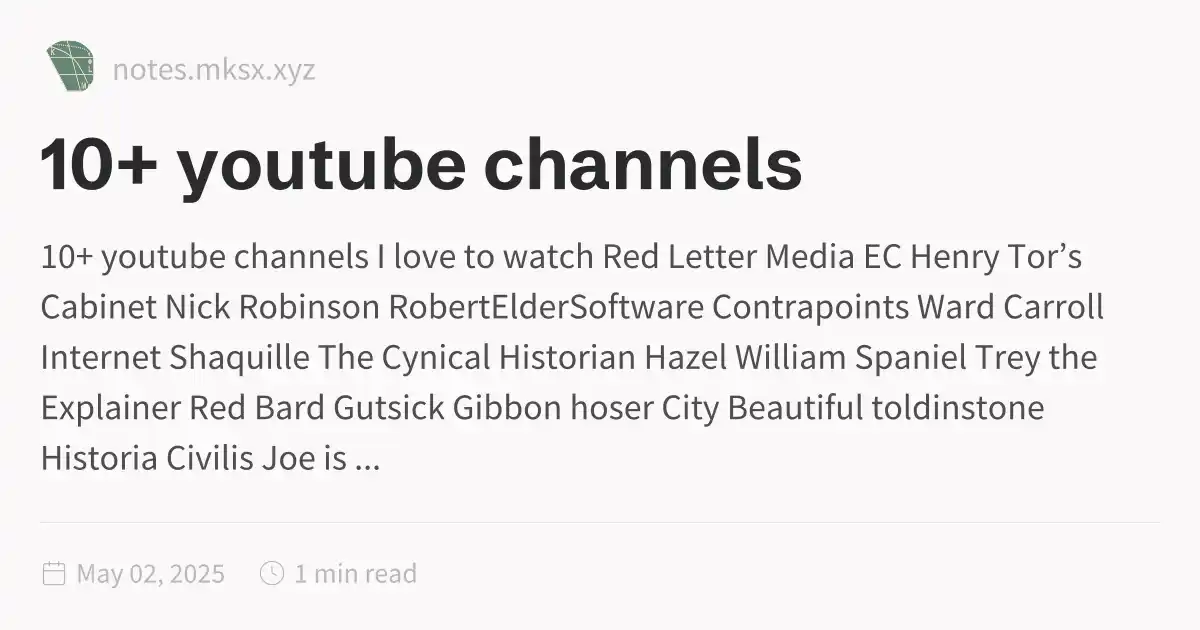 notes.mksx.xyz
10+ youtube channels
10+ youtube channels I love to watch Red Letter Media EC Henry Tor’s
Cabinet Nick Robinson RobertElderSoftware Contrapoints Ward Carroll
Internet Shaquille The Cynical Historian Hazel William Spaniel Trey the
Explainer Red Bard Gutsick Gibbon hoser City Beautiful toldinstone
Historia Civilis Joe is ...
May 02, 2025 1 min read